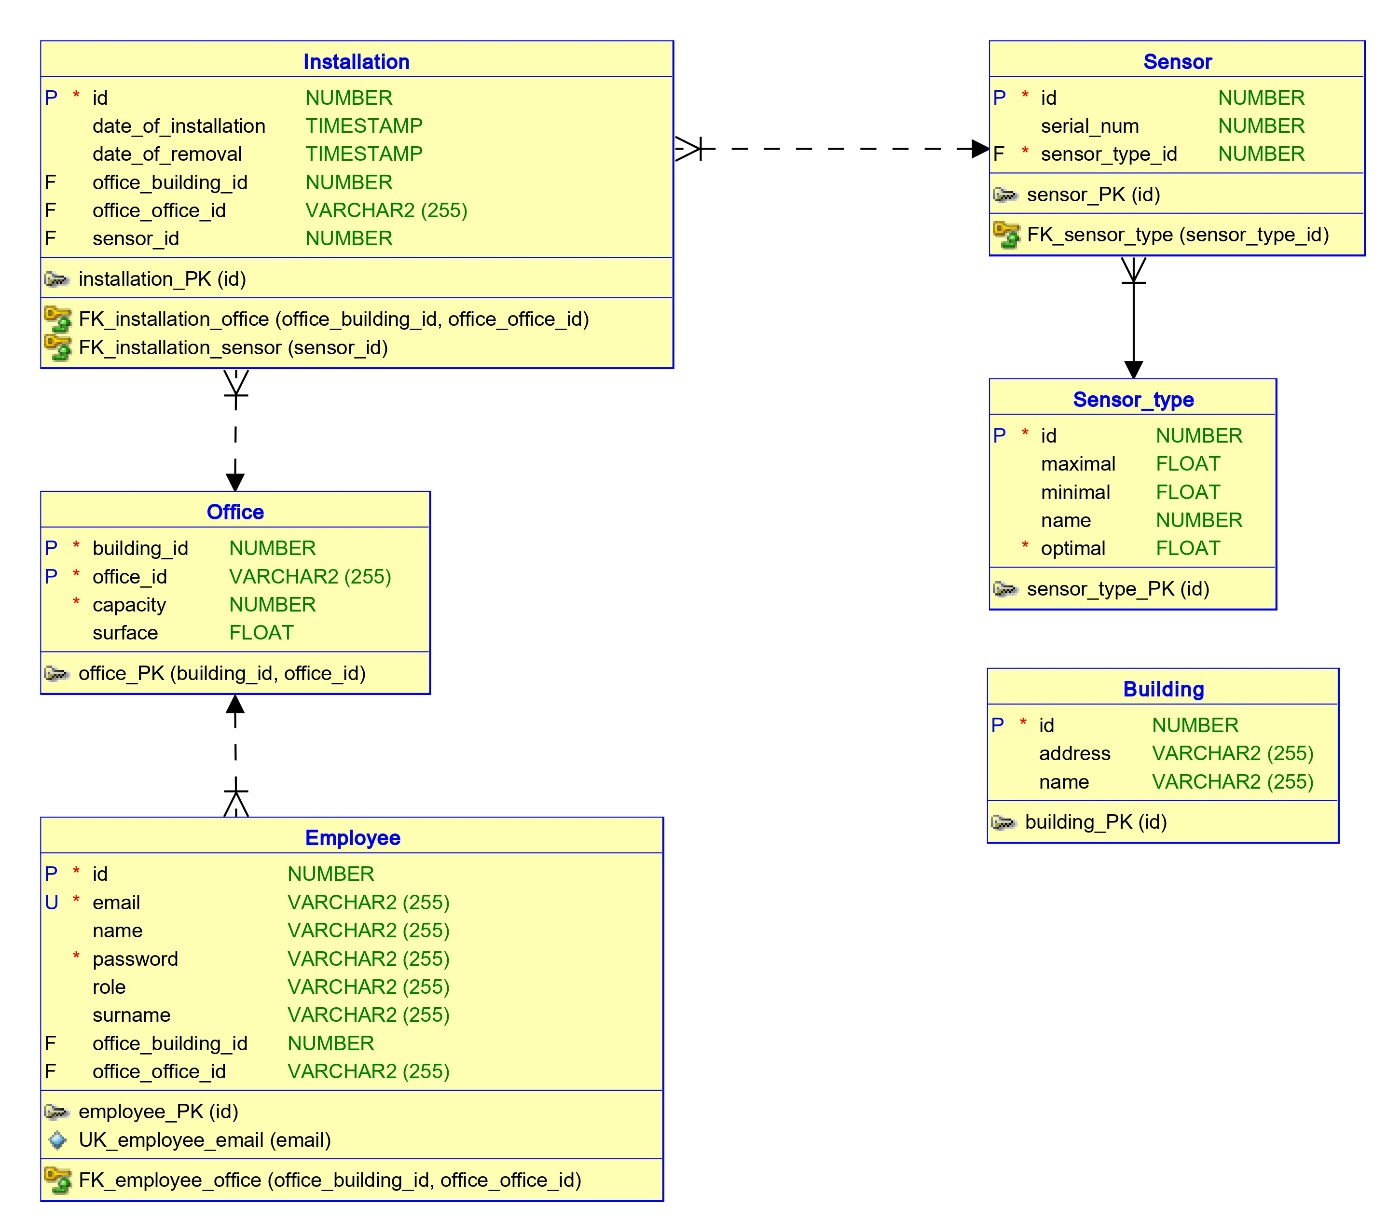 Installation
P * id NUMBER
date_of_installation TIMESTAMP
date_of_removal TIMESTAMP
F office_building_id NUMBER
F office_office_id VARCHAR2 (255)
F sensor_id NUMBER
installation_PK (id)
FK_installation_office (office_building_id, office_office_id)
FK_installation_sensor (sensor_id)
Sensor
P * id NUMBER
serial_num NUMBER
F * sensor_type_id NUMBER
sensor_PK (id)
FK_sensor_type (sensor_type_id)
Sensor_type
P * id NUMBER
maximal FLOAT
minimal FLOAT
name NUMBER
* optimal FLOAT
sensor_type_PK (id)
Office
P * building_id NUMBER
P * office_id VARCHAR2 (255)
* capacity NUMBER
surface FLOAT
office_PK (building_id, office_id)
Building
P * id NUMBER
address VARCHAR2 (255)
name VARCHAR2 (255)
building_PK (id)
Employee
P * id NUMBER
U * email VARCHAR2 (255)
name VARCHAR2 (255)
* password VARCHAR2 (255)
role VARCHAR2 (255)
surname VARCHAR2 (255)
F office_building_id NUMBER
F office_office_id VARCHAR2 (255)
employee_PK (id)
UK_employee_email (email)
FK_employee_office (office_building_id, office_office_id)